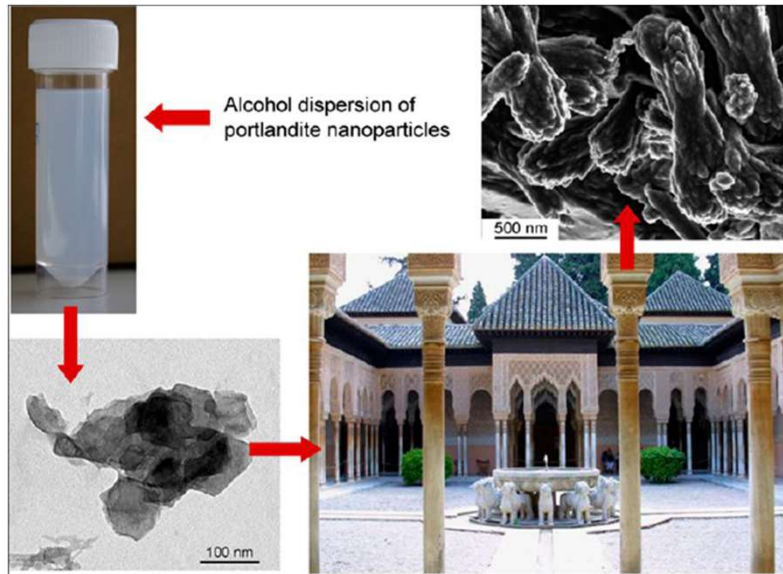 Alcohol dispersion of
portlandite nanoparticles
500 nm
100 nm